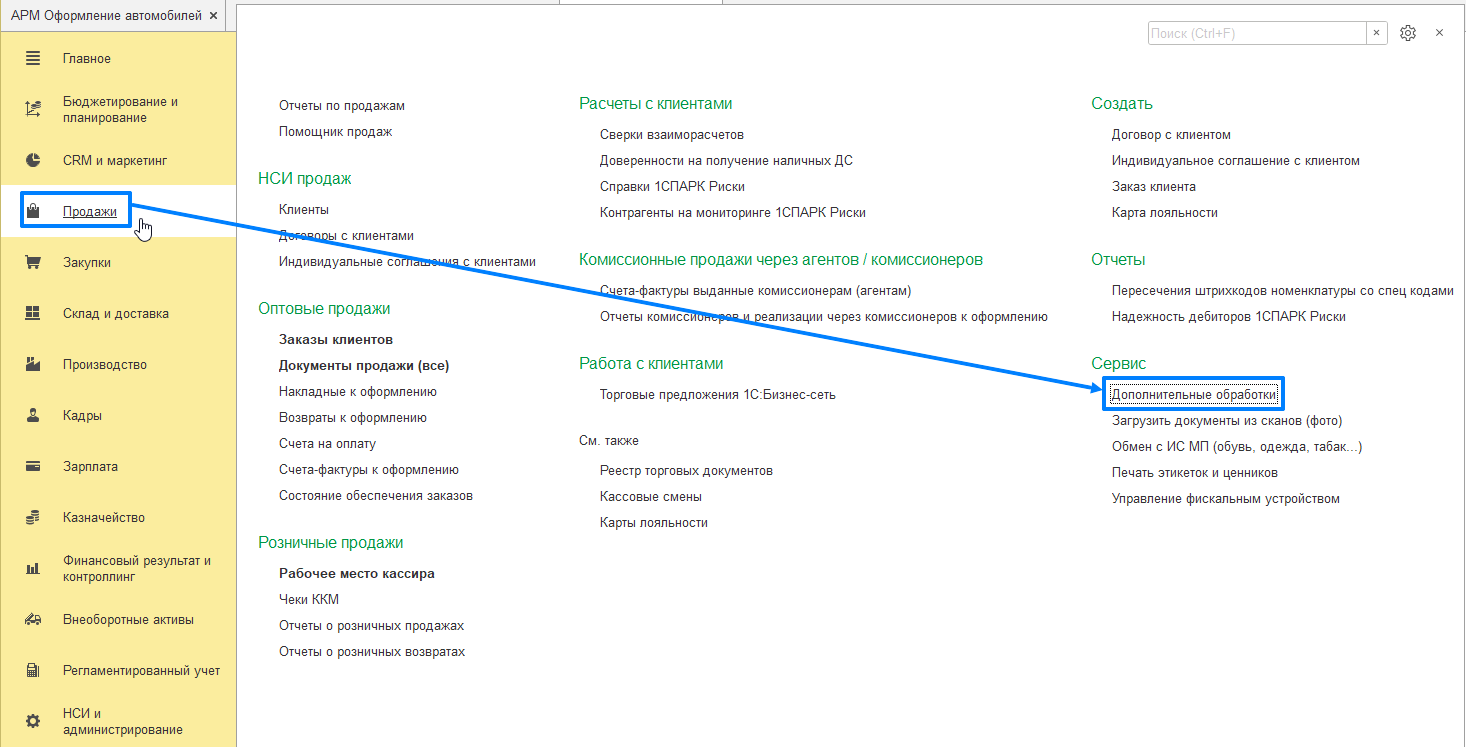 АРМ Оформление автомобилей ×
Поиск (Ctrl+F)
Главное
Бюджетирование и
планирование
CRM и маркетинг
Продажи
Закупки
Склад и доставка
Производство
Кадры
Зарплата
Казначейство
Финансовый результат и
контроллинг
Внеоборотные активы
Регламентированный учет
НСИ и
администрирование
Отчеты по продажам
Помощник продаж
НСИ продаж
Клиенты
Договоры с клиентами
Индивидуальные соглашения с клиентами
Оптовые продажи
Заказы клиентов
Документы продажи (все)
Накладные к оформлению
Возвраты к оформлению
Счета на оплату
Счета-фактуры к оформлению
Состояние обеспечения заказов
Розничные продажи
Рабочее место кассира
Чеки ККМ
Отчеты о розничных продажах
Отчеты о розничных возвратах
Расчеты с клиентами
Сверки взаиморасчетов
Доверенности на получение наличных ДС
Справки 1СПАРК Риски
Контрагенты на мониторинге 1СПАРК Риски
Комиссионные продажи через агентов / комиссионеров
Счета-фактуры выданные комиссионерам (агентам)
Отчеты комиссионеров и реализации через комиссионеров к оформлению
Работа с клиентами
Торговые предложения 1С:Бизнес-сеть
См. также
Реестр торговых документов
Кассовые смены
Карты лояльности
Создать
Договор с клиентом
Индивидуальное соглашение с клиентом
Заказ клиента
Карта лояльности
Отчеты
Пересечения штрихкодов номенклатуры со спец кодами
Надежность дебиторов 1СПАРК Риски
Сервис
Дополнительные обработки
Загрузить документы из сканов (фото)
Обмен с ИС МП (обувь, одежда, табак...)
Печать этикеток и ценников
Управление фискальным устройством